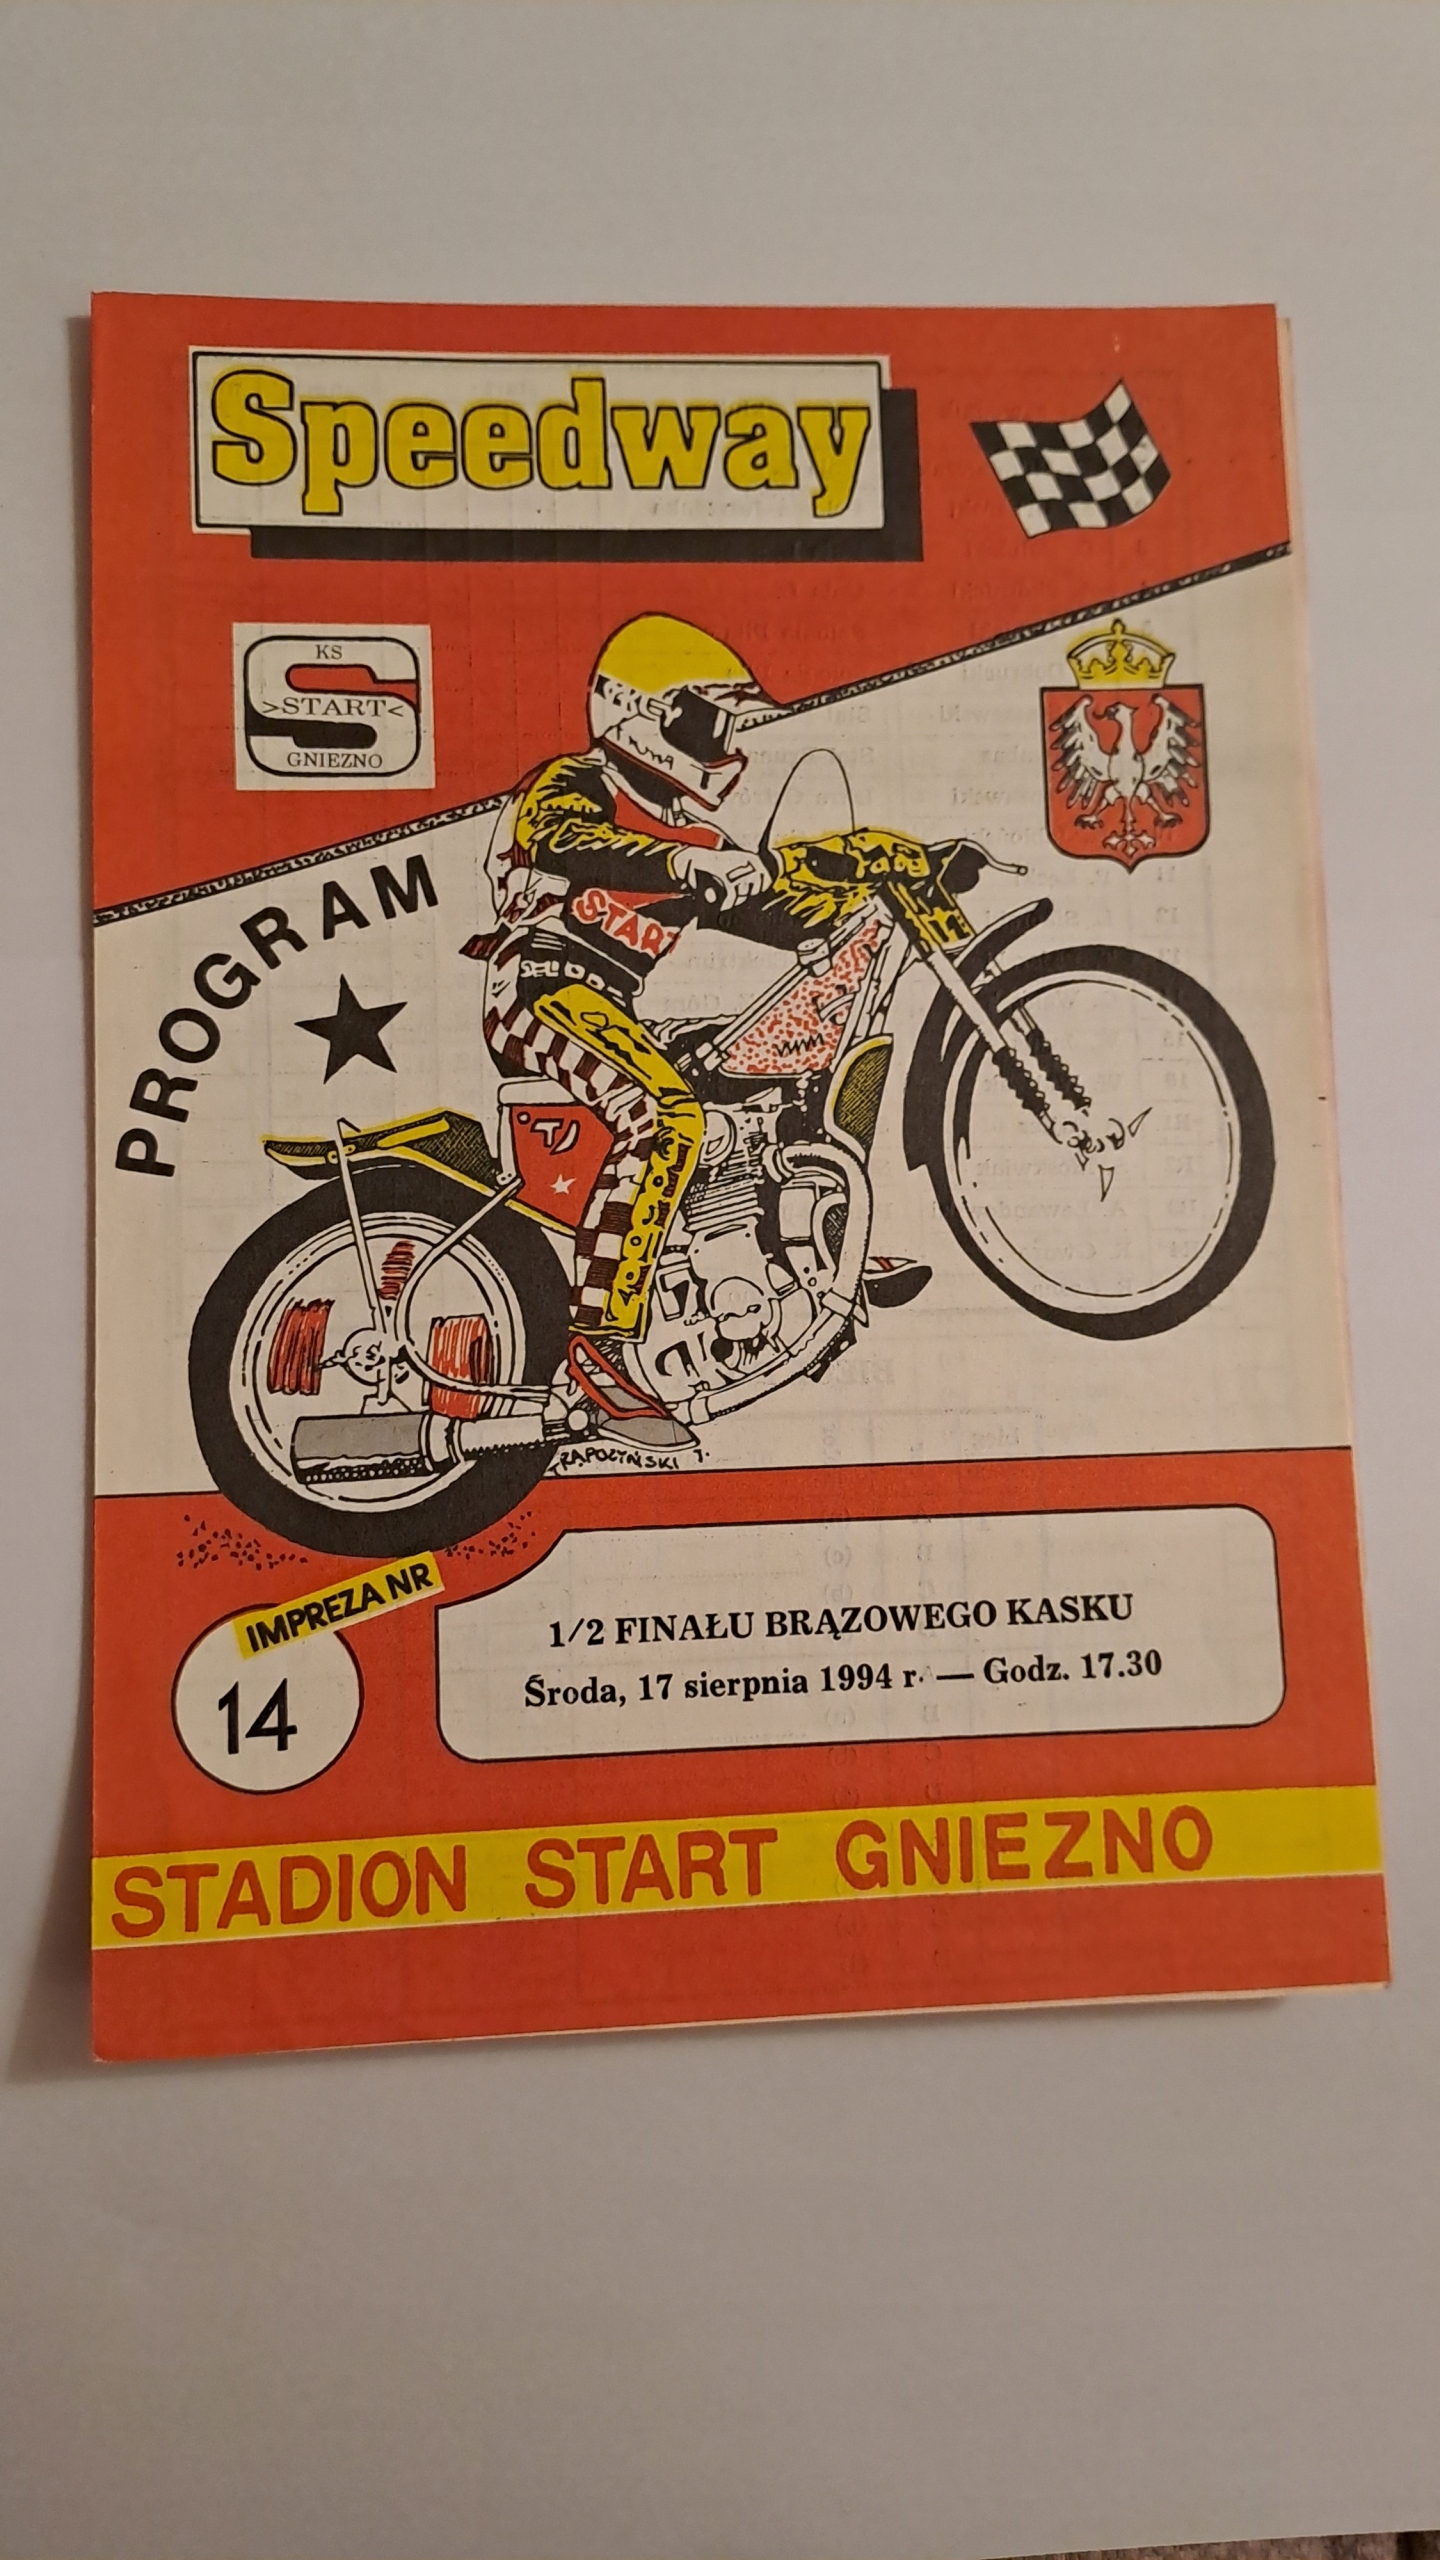 Speedway
KS
>START<
GNIEZNO
PROGRAM
START
IMPREZA NR
14
1/2 FINAŁU BRĄZOWEGO KASKU
Środa, 17 sierpnia 1994 r. — Godz. 17.30
STADION START GNIEZNO